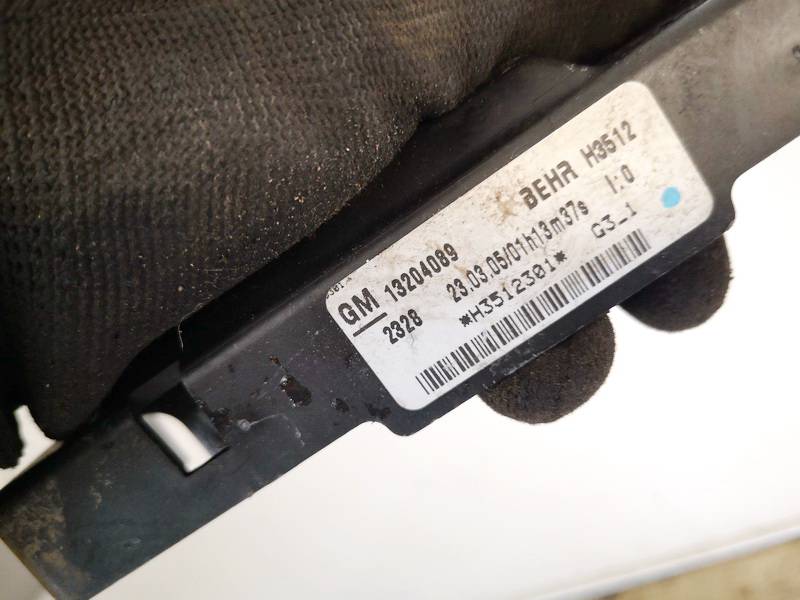 GM 13204089 BEHR H3512
2328 23.03.05/01h13m37s I:0
*H3512301* G3_1